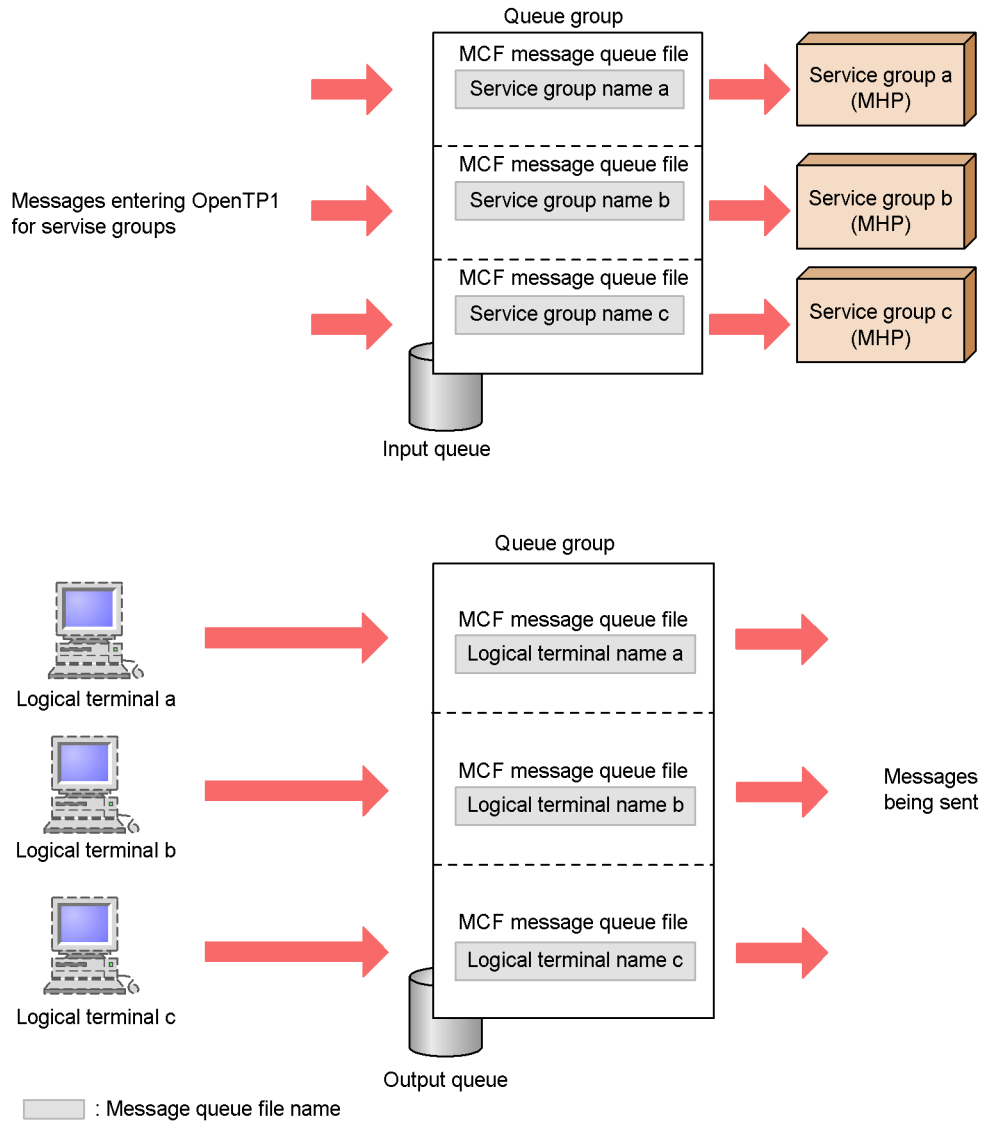 Queue group
MCF message queue file
Service group name a
Service group a
(MHP)
MCF message queue file
Service group name b
Service group b
(MHP)
Messages entering OpenTP1
for servise groups
MCF message queue file
Service group name c
Service group c
(MHP)
Input queue
Queue group
MCF message queue file
Logical terminal name a
Logical terminal a
MCF message queue file
Logical terminal name b
Logical terminal b
Messages
being sent
MCF message queue file
Logical terminal name c
Logical terminal c
Output queue
: Message queue file name